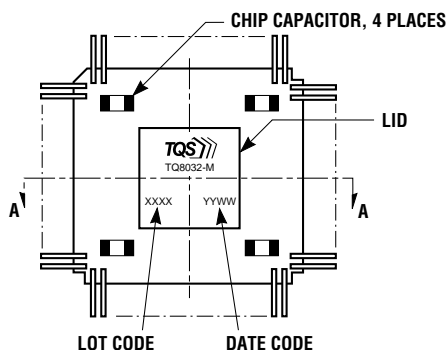 CHIP CAPACITOR, 4 PLACES
LID
TQS
TQ8032-M
A A
XXXX YYWW
LOT CODE DATE CODE